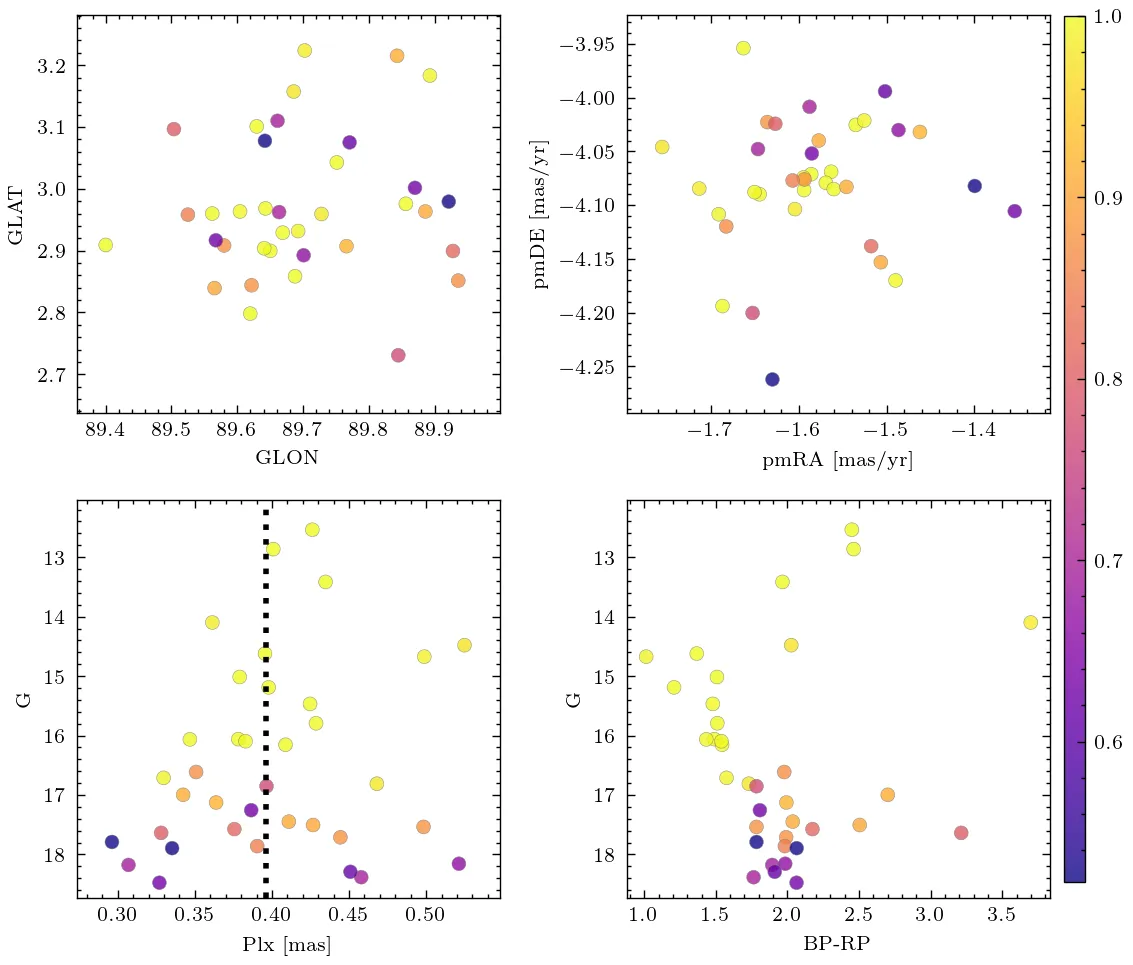 3.2
3.1
3.0
2.9
2.8
2.7
GLAT
89.4 89.5 89.6 89.7 89.8 89.9
GLON
−3.95
−4.00
−4.05
−4.10
−4.15
−4.20
−4.25
pmDE [mas/yr]
−1.7 −1.6 −1.5 −1.4
pmRA [mas/yr]
13
14
15
16
17
18
G
0.30 0.35 0.40 0.45 0.50
Plx [mas]
13
14
15
16
17
18
G
1.0 1.5 2.0 2.5 3.0 3.5
BP-RP
1.0
0.9
0.8
0.7
0.6